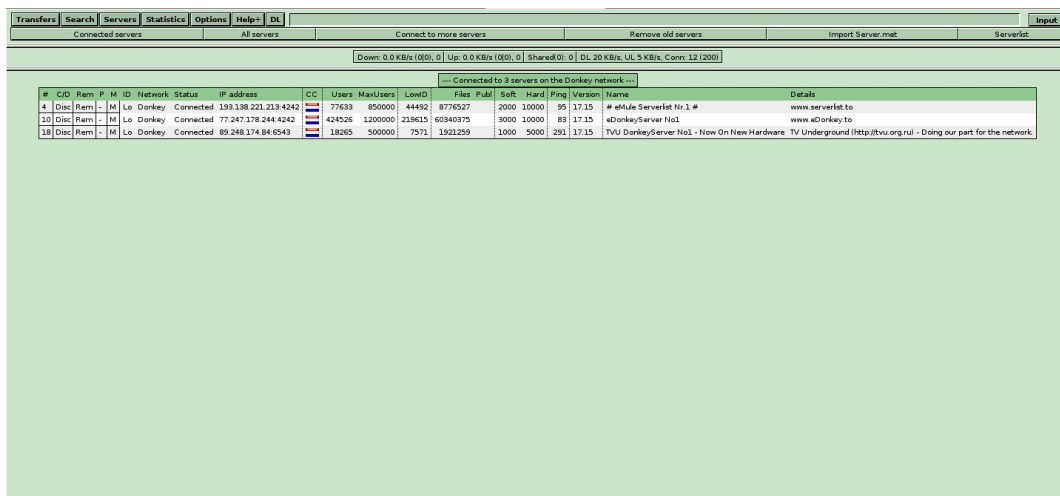 Transfers Search Servers Statistics Options Help+ DL Input
Connected servers All servers Connect to more servers Remove old servers Import Server.met Serverlist
Down: 0.0 KB/s (0|0), 0 Up: 0.0 KB/s (0|0), 0 Shared(0): 0 DL 20 KB/s, UL 5 KB/s, Conn: 12 (200)
--- Connected to 3 servers on the Donkey network ---
# C/D Rem P M ID Network Status IP address CC Users MaxUsers LowID Files Publ Soft Hard Ping Version Name Details
4 Disc Rem - M Lo Donkey Connected 193.138.221.213:4242 77633 850000 44492 8776527 2000 10000 95 17.15 # eMule Serverlist Nr.1 # www.serverlist.to
10 Disc Rem - M Lo Donkey Connected 77.247.178.244:4242 424526 1200000 219615 60340375 3000 10000 83 17.15 eDonkeyServer No1 www.eDonkey.to
18 Disc Rem - M Lo Donkey Connected 89.248.174.84:6543 18265 500000 7571 1921259 1000 5000 291 17.15 TVU DonkeyServer No1 - Now On New Hardware TV Underground (http://tvu.org.ru) - Doing our part for the network.